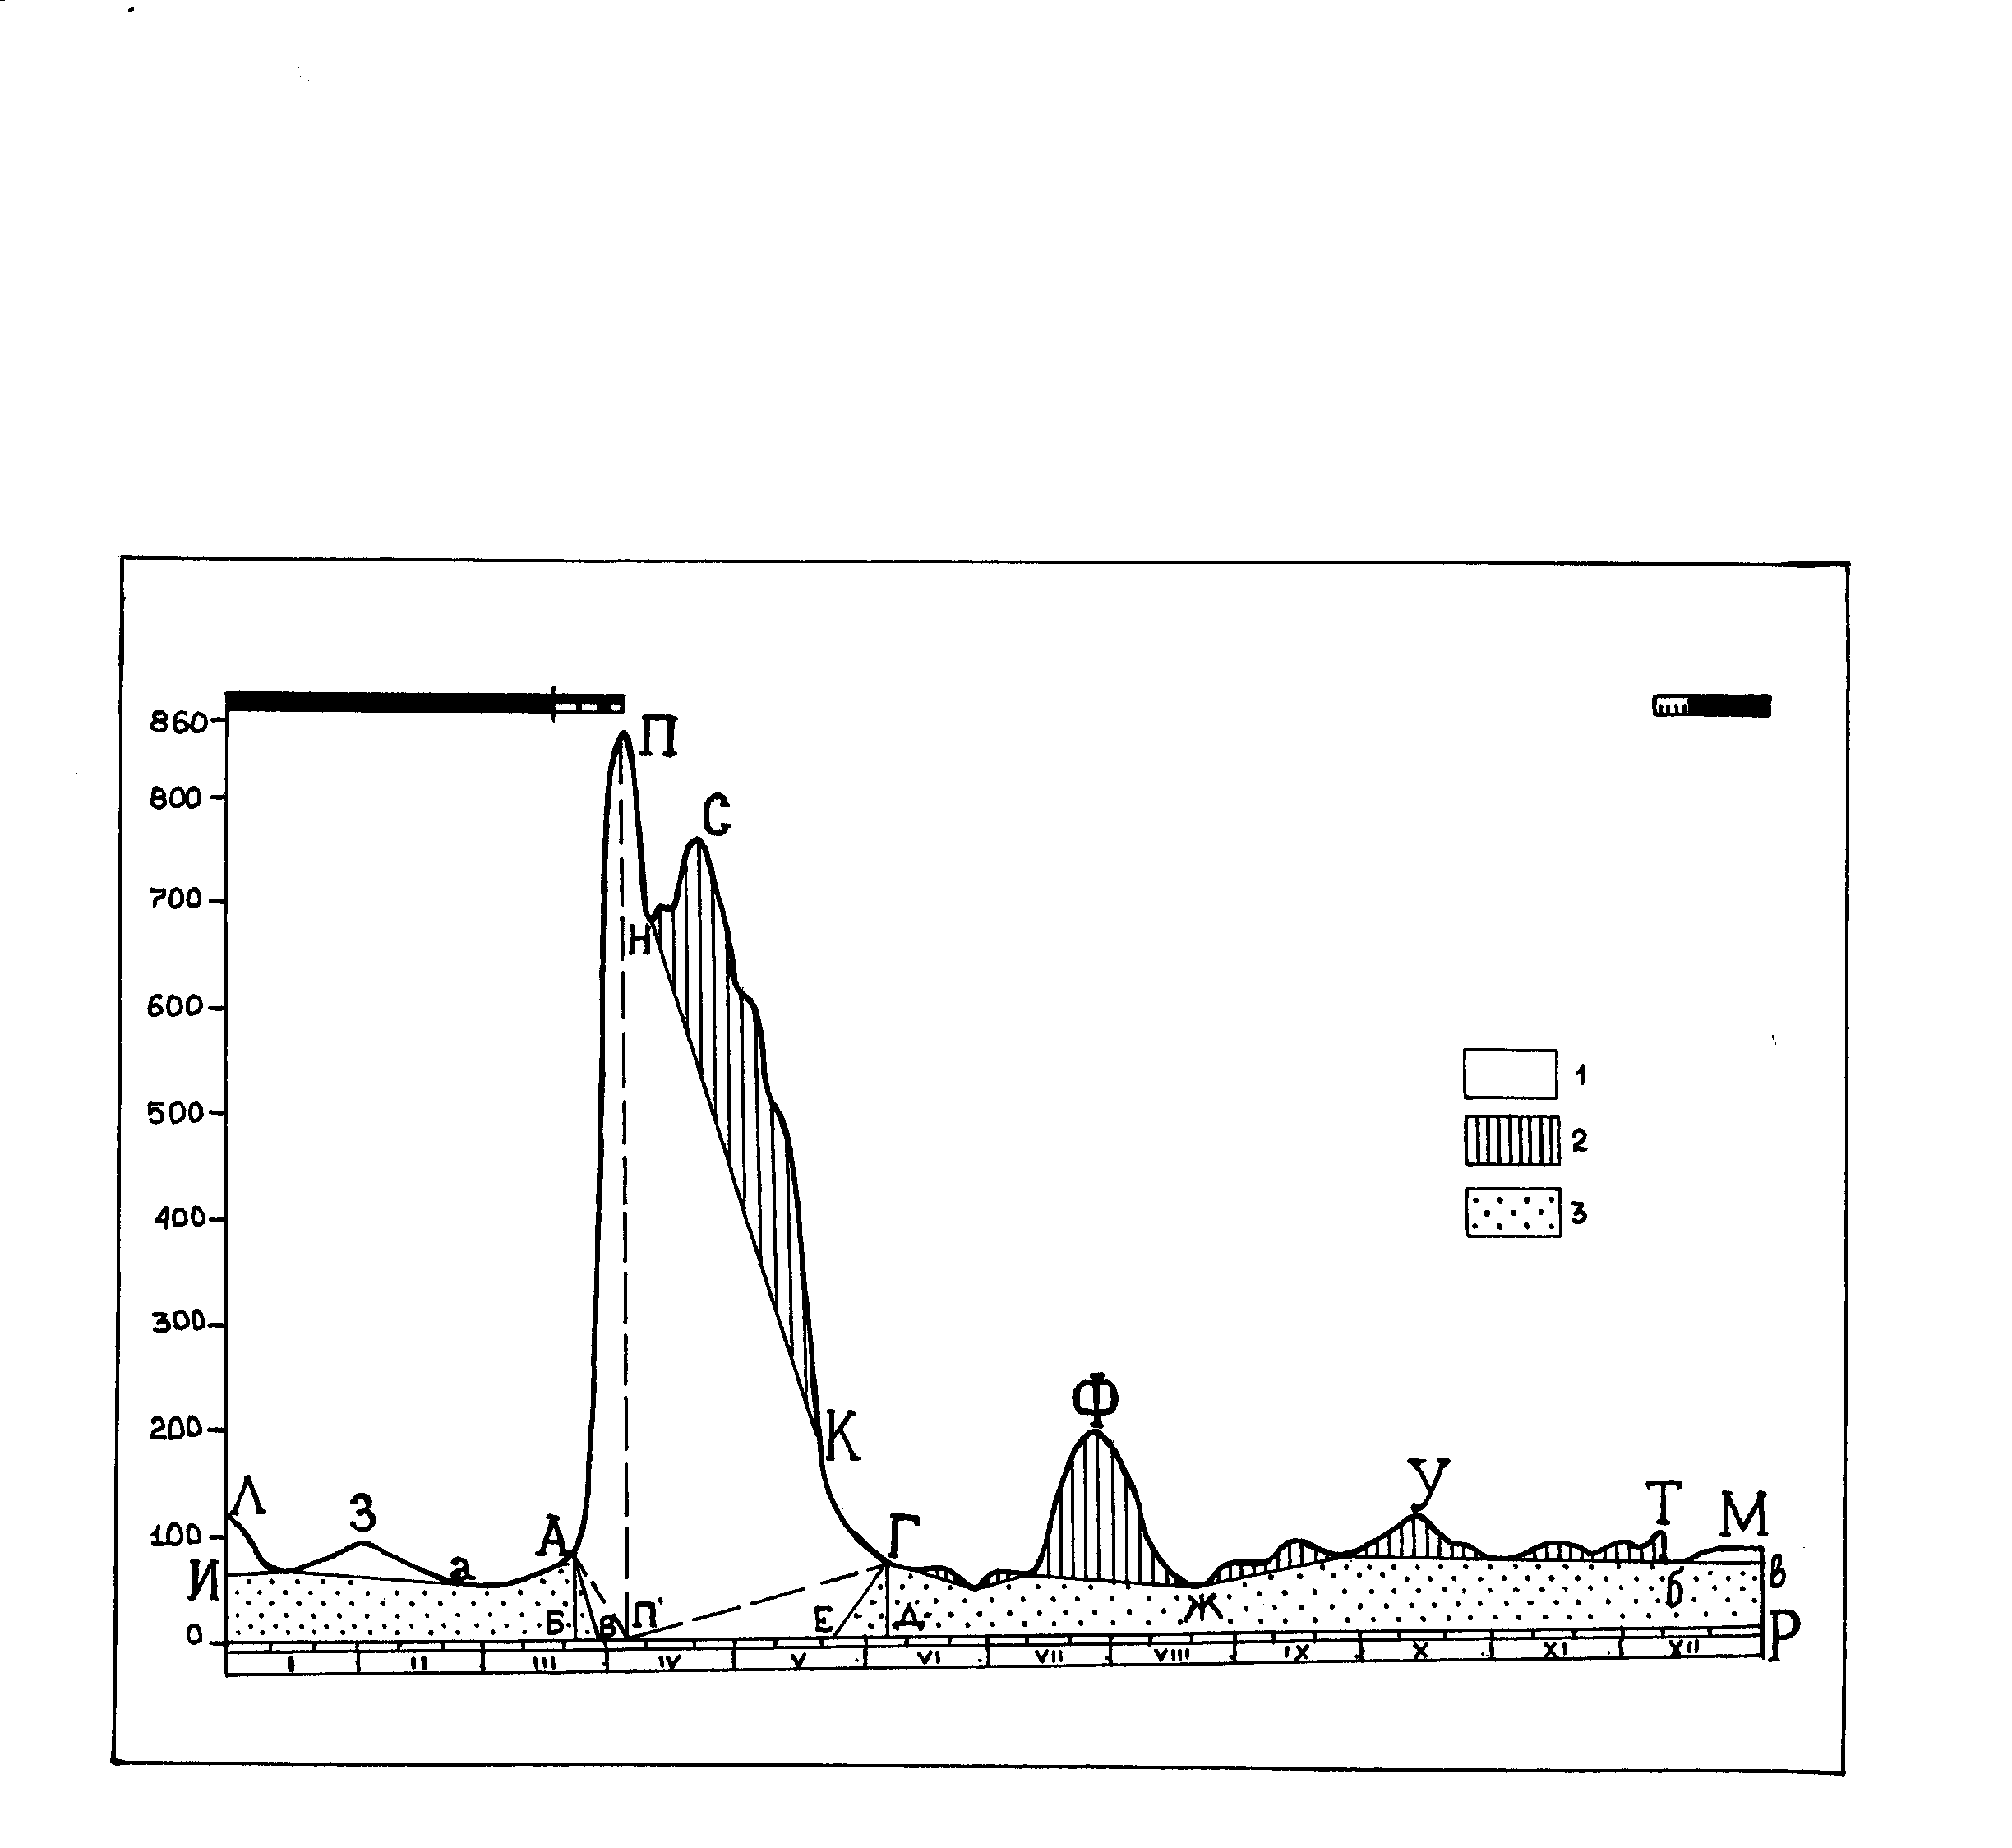 860
П
800
С
700
Н
600
1
500
2
400
3
300
Ф
200
К
Л
З
У
Т
М
100
А
Г
а
И
б
в
Ж
Б
В
П'
Е
Д
Р
0
I II III IV V VI VII VIII IX X XI XII